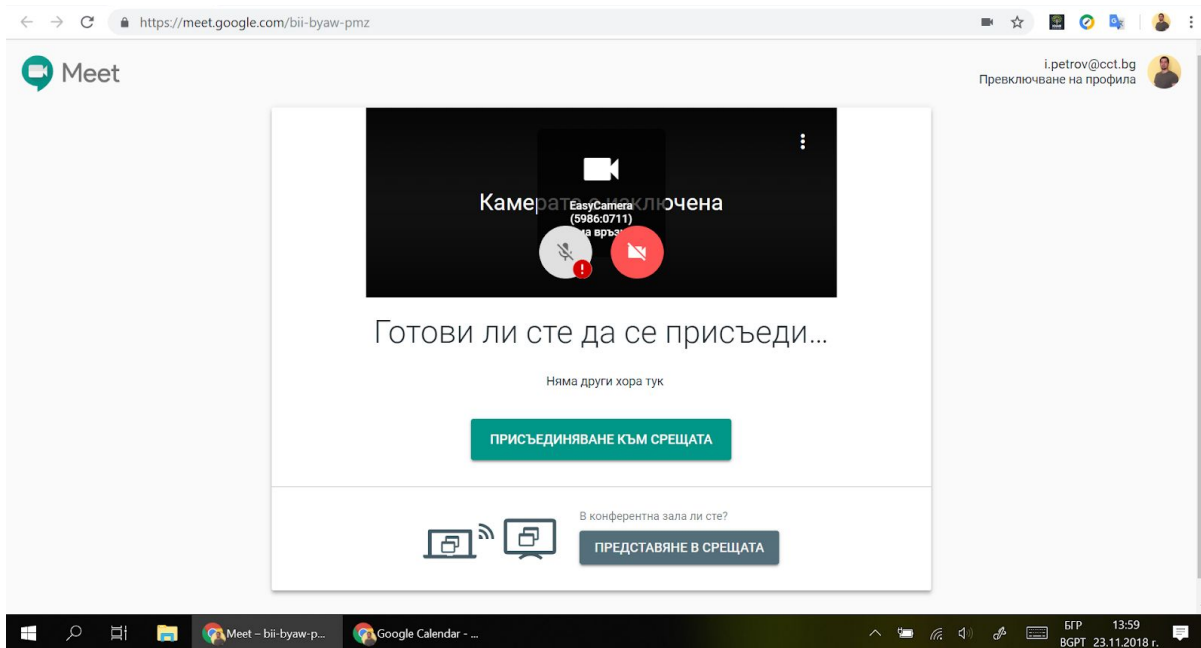 https://meet.google.com/bii-byaw-pmz
Meet
i.petrov@cct.bg
Превключване на профила
Камерата е изключена
EasyCamera
(5986:0711)
Готови ли сте да се присъеди...
Няма други хора тук
ПРИСЪЕДИНЯВАНЕ КЪМ СРЕЩАТА
В конферентна зала ли сте?
ПРЕДСТАВЯНЕ В СРЕЩАТА
Meet – bii-byaw-p...
Google Calendar - ...
БГР
BGPT
13:59
23.11.2018 г.